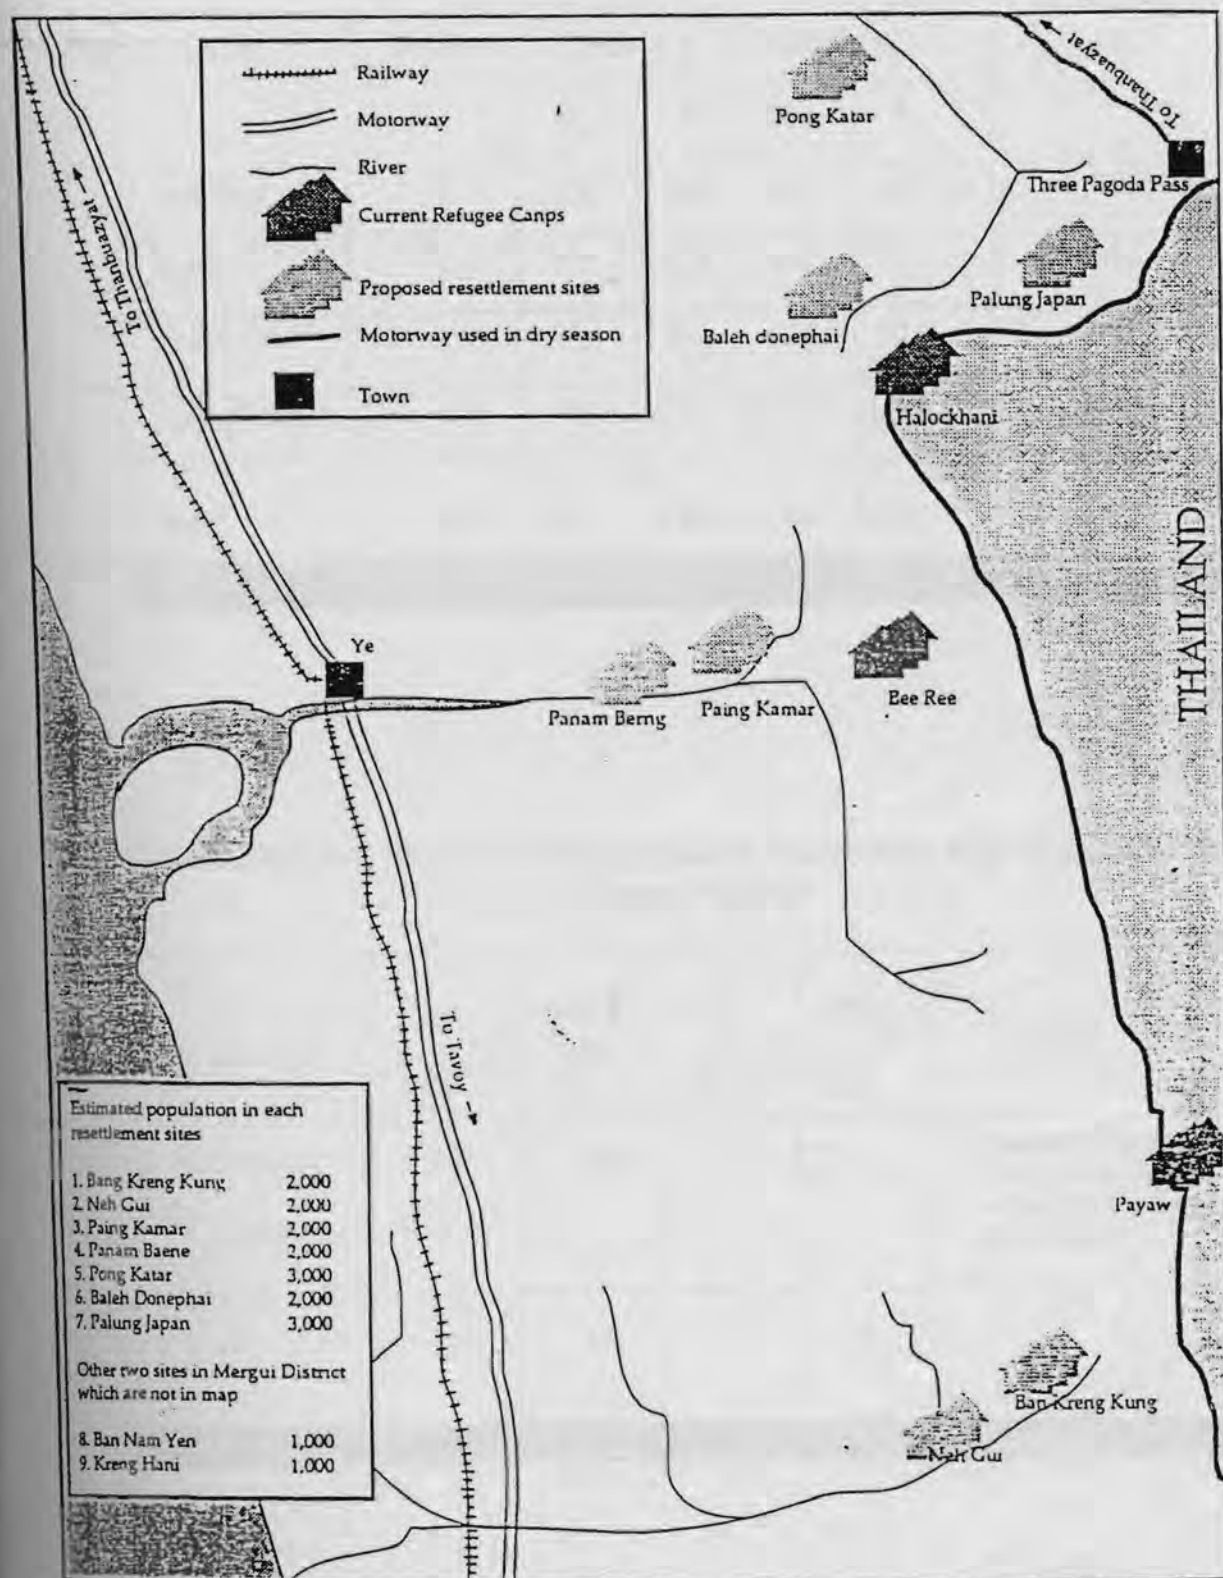 Railway
Motorway
River
Current Refugee Canps
Proposed resettlement sites
Motorway used in dry season
Town
To Thanbuazyat
To Thanbuazyat
Pong Katar
Three Pagoda Pass
Palung Japan
Baleh donephai
Halockhani
THAILAND
Ye
Panam Berng
Paing Kamar
Bee Ree
To Tavoy
Payaw
Ban Kreng Kung
Neh Gui
Estimated population in each
resettlement sites
1. Bang Kreng Kung 2,000
2. Neh Gui 2,000
3. Paing Kamar 2,000
4. Panam Baene 2,000
5. Pong Katar 3,000
6. Baleh Donephai 2,000
7. Palung Japan 3,000
Other two sites in Mergui District
which are not in map
8. Ban Nam Yen 1,000
9. Kreng Hani 1,000